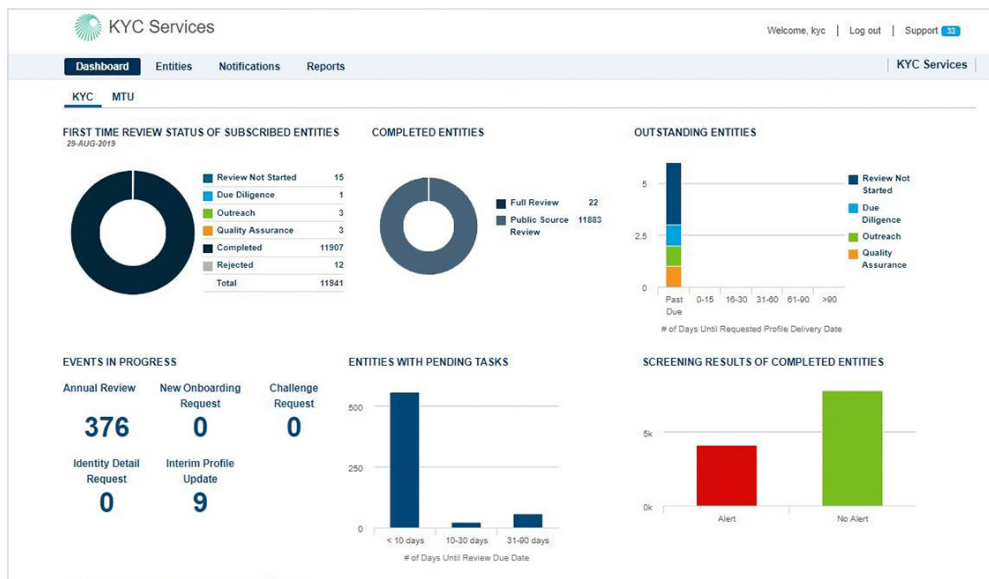 KYC Services
Welcome, kyc | Log out | Support 33
Dashboard Entities Notifications Reports
| KYC Services |
KYC MTU
FIRST TIME REVIEW STATUS OF SUBSCRIBED ENTITIES
29-AUG-2019
Review Not Started 15
Due Diligence 1
Outreach 3
Quality Assurance 3
Completed 11907
Rejected 12
Total 11941
COMPLETED ENTITIES
Full Review 22
Public Source 11883
Review
OUTSTANDING ENTITIES
5
2.5
0
Past 0-15 16-30 31-60 61-90 >90
Due
# of Days Until Requested Profile Delivery Date
Review Not
Started
Due
Diligence
Outreach
Quality
Assurance
EVENTS IN PROGRESS
Annual Review
376
New Onboarding
Request
0
Challenge
Request
0
Identity Detail
Request
0
Interim Profile
Update
9
ENTITIES WITH PENDING TASKS
500
250
0
< 10 days 10-30 days 31-90 days
# of Days Until Review Due Date
SCREENING RESULTS OF COMPLETED ENTITIES
5k
0k
Alert No Alert